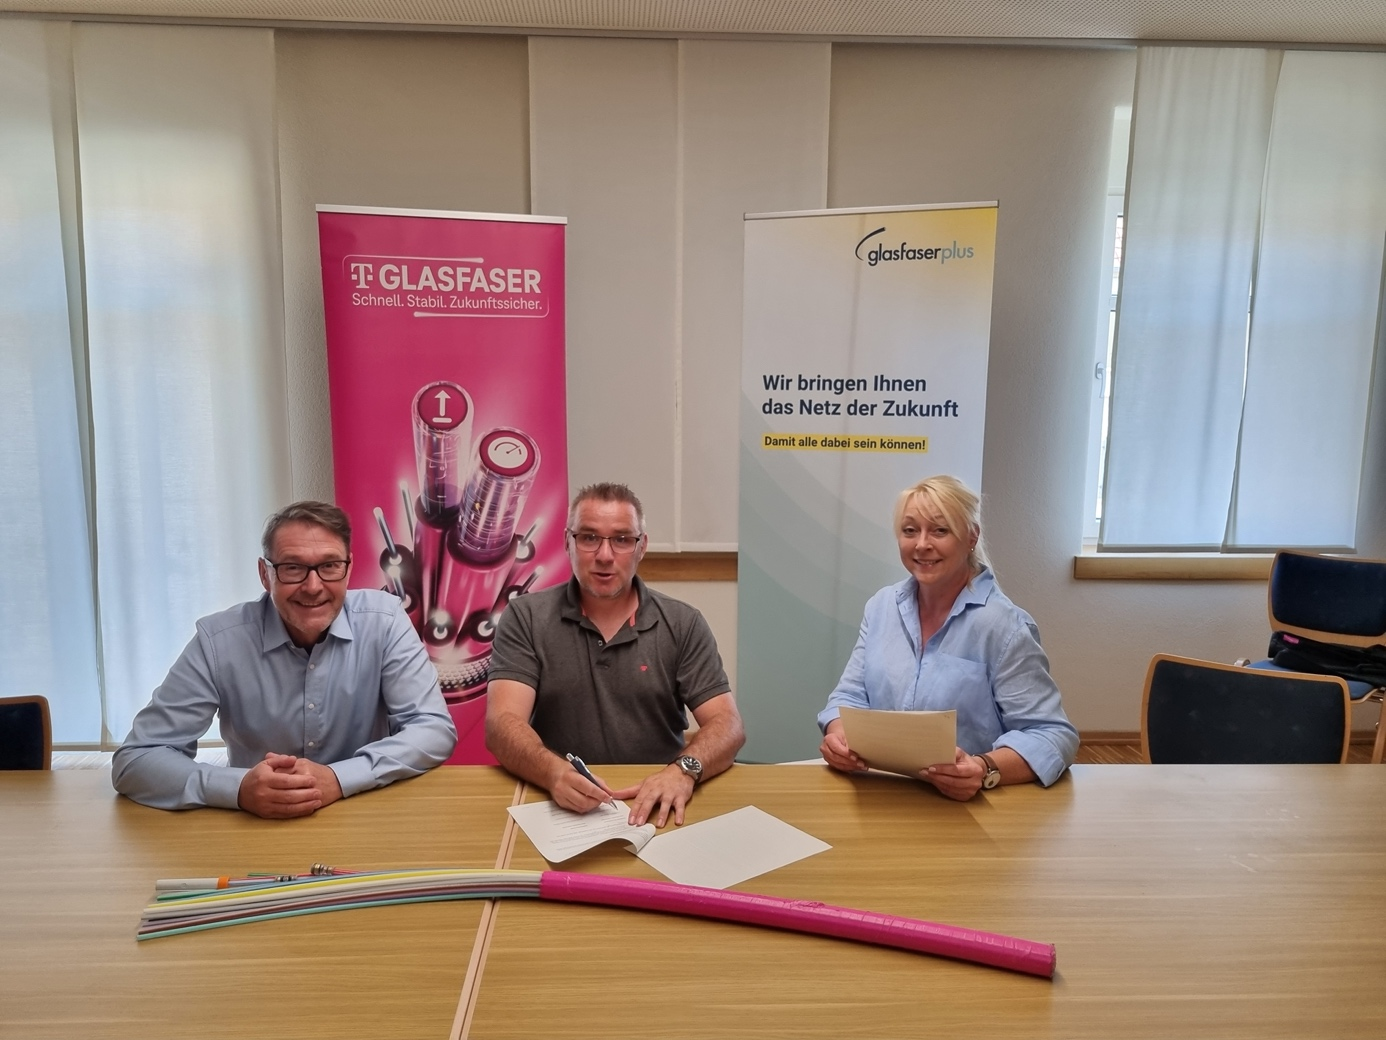 T GLASFASER
Schnell. Stabil. Zukunftssicher.
glasfaserplus
Wir bringen Ihnen
das Netz der Zukunft
Damit alle dabei sein können!